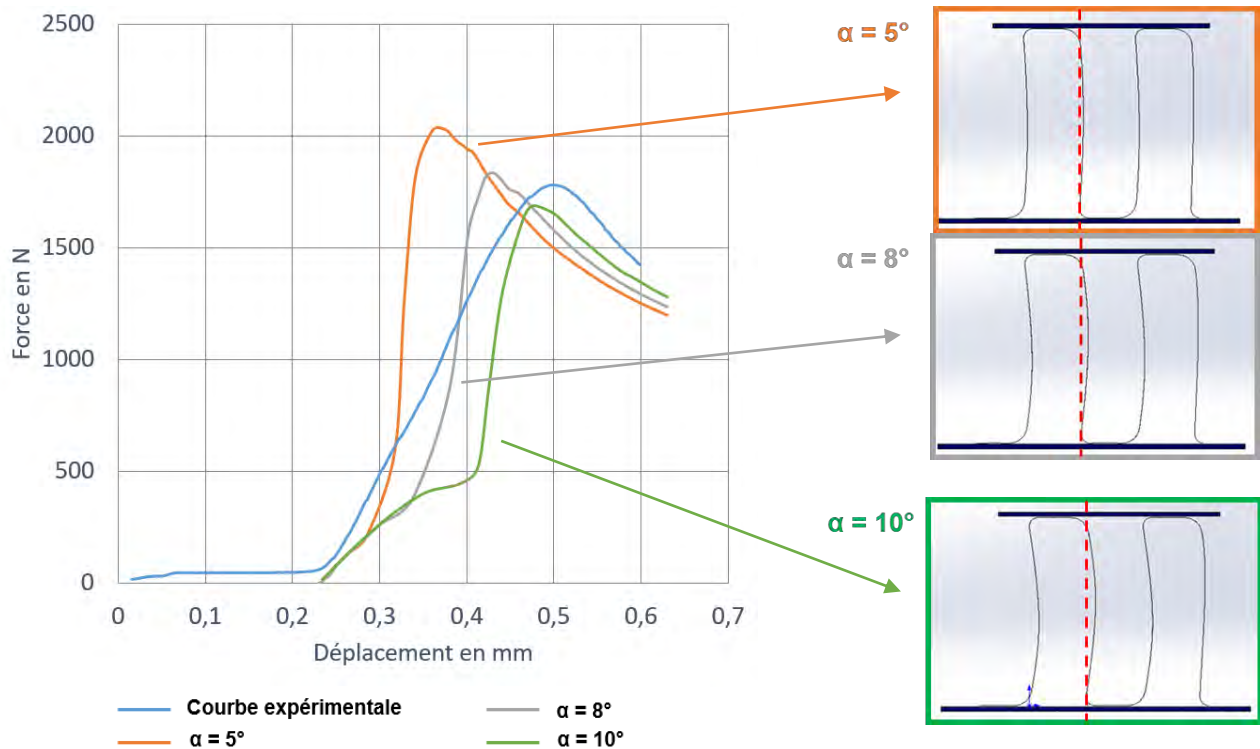 2500
2000
1500
1000
500
0
Force en N
0
0,1
0,2
0,3
0,4
0,5
0,6
0,7
Déplacement en mm
Courbe expérimentale
α = 8°
α = 5°
α = 10°
α = 5°
α = 8°
α = 10°